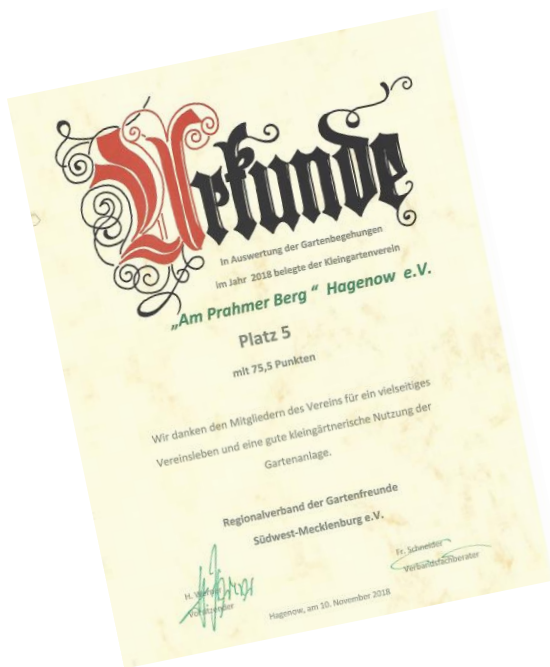 Urkunde
In Auswertung der Gartenbegehungen
im Jahr 2018 belegte der Kleingartenverein
„Am Prahmer Berg “ Hagenow e.V.
Platz 5
mit 75,5 Punkten
Wir danken den Mitgliedern des Vereins für ein vielseitiges
Vereinsleben und eine gute kleingärtnerische Nutzung der
Gartenanlage.
Regionalverband der Gartenfreunde
Südwest-Mecklenburg e.V.
Fr. Schneider
Verbandsfachberater
H.
Vorsitzender
Hagenow, am 10. November 2018